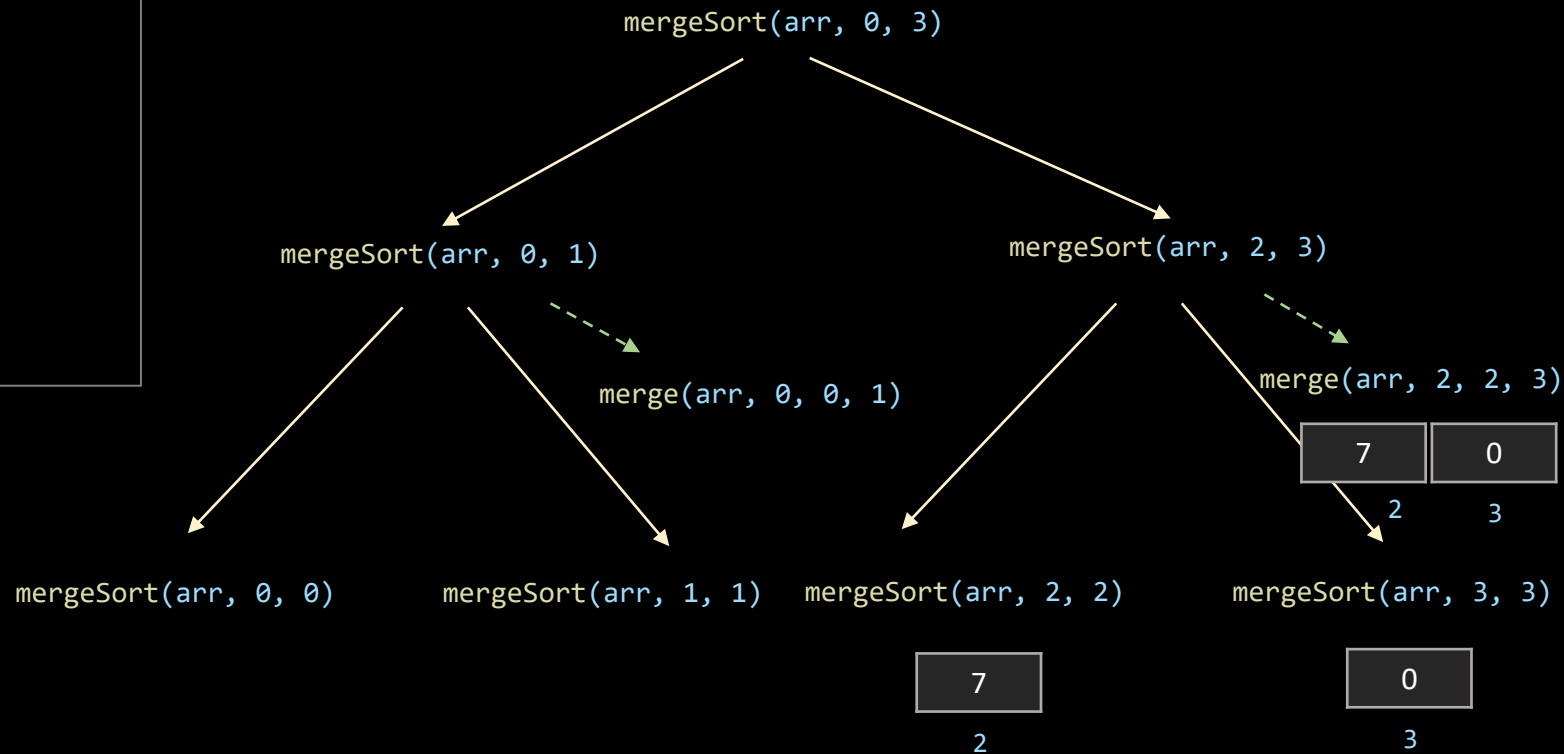 mergeSort(arr, 0, 3)
mergeSort(arr, 0, 1)
mergeSort(arr, 2, 3)
merge(arr, 0, 0, 1)
merge(arr, 2, 2, 3)
7 0
2 3
mergeSort(arr, 0, 0)
mergeSort(arr, 1, 1)
mergeSort(arr, 2, 2)
mergeSort(arr, 3, 3)
7
0
2
3